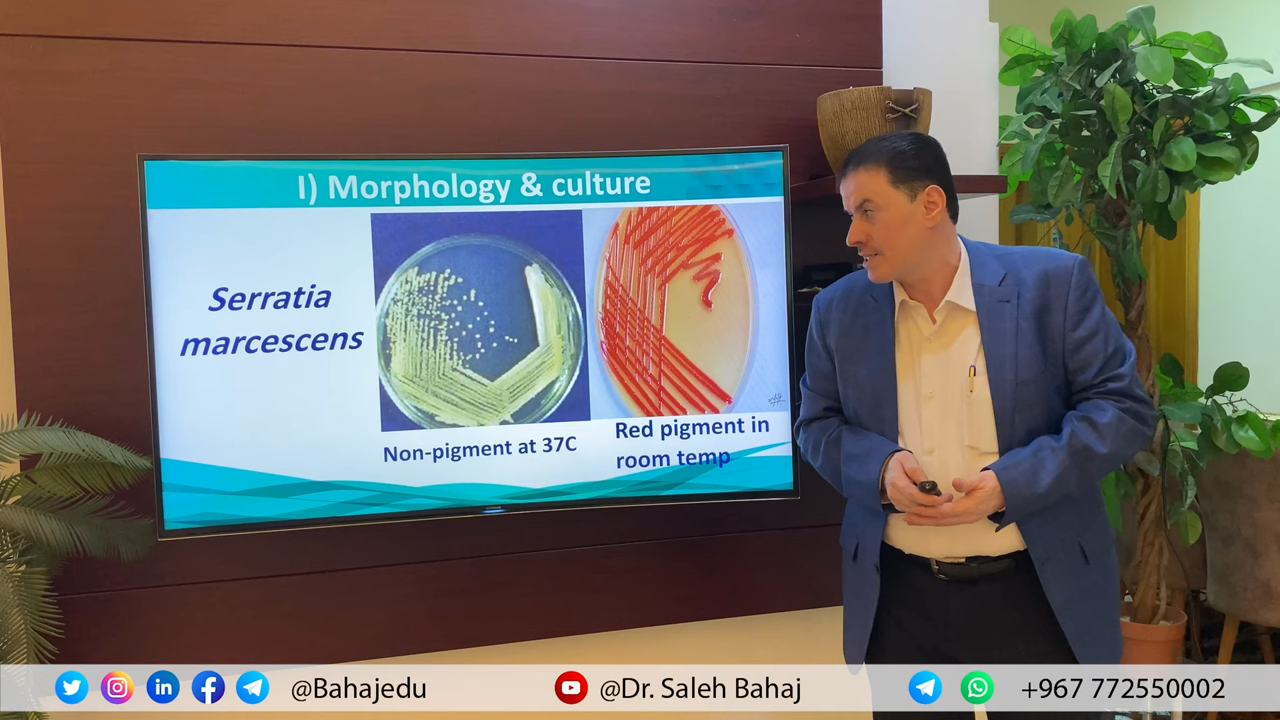 I) Morphology & culture
Serratia
marcescens
Non-pigment at 37C
Red pigment in
room temp
@Bahajedu
@Dr. Saleh Bahaj
+967 772550002